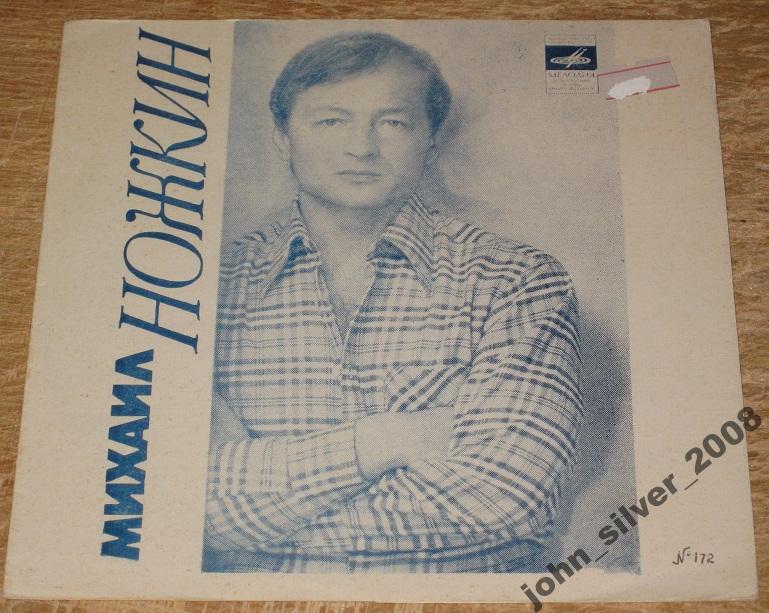 МИХАИЛ
НОЖКИН
МЕЛОДИЯ
№ 172
john_silver_2008